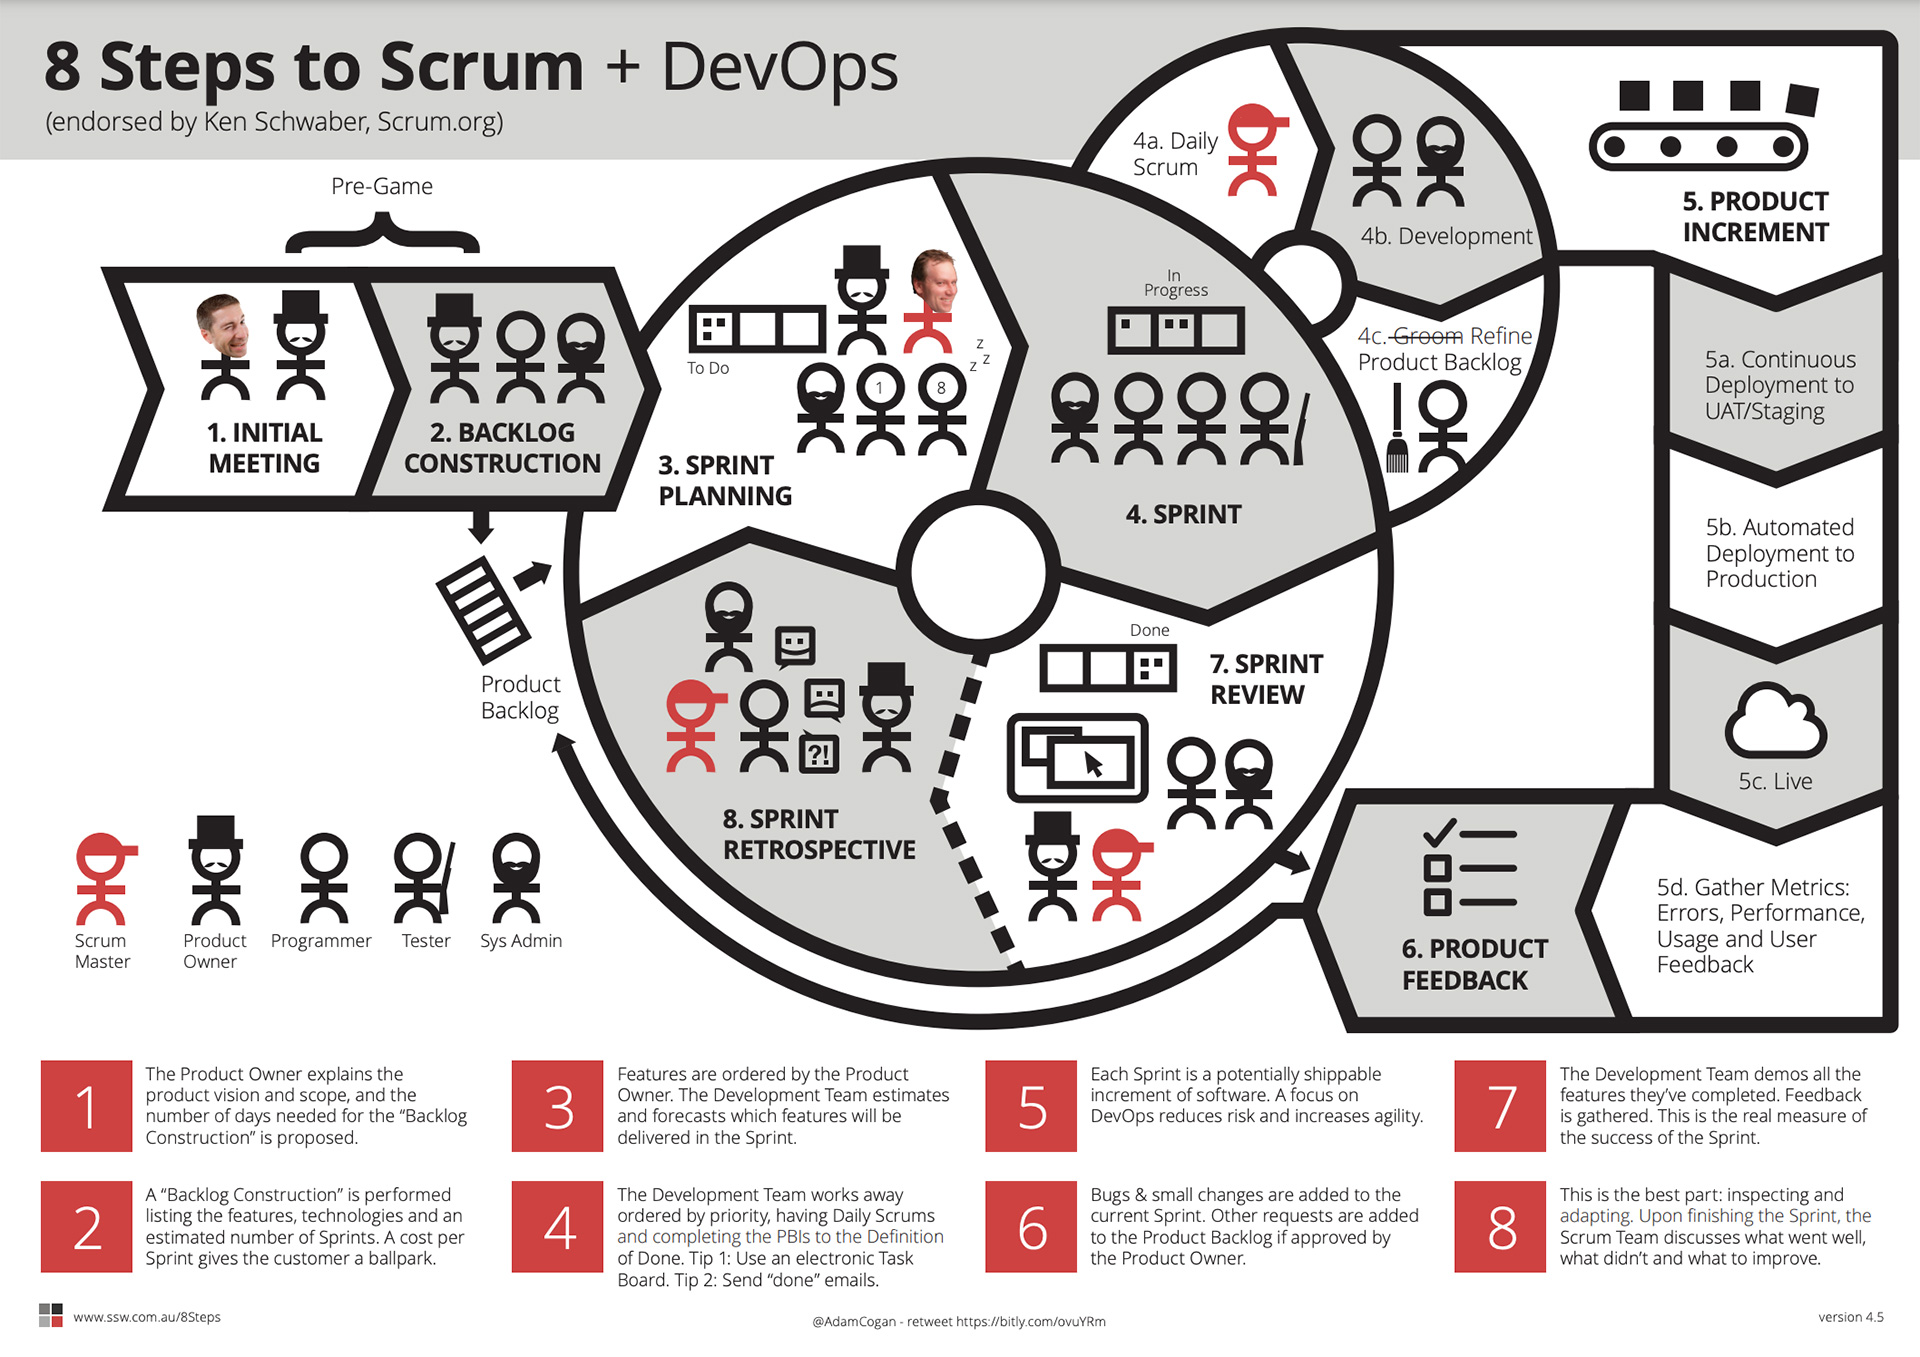 8 Steps to Scrum + DevOps
(endorsed by Ken Schwaber, Scrum.org)
Pre-Game
1. INITIAL
MEETING
2. BACKLOG
CONSTRUCTION
Product
Backlog
To Do
z
z
z
1
8
3. SPRINT
PLANNING
In
Progress
4. SPRINT
4a. Daily
Scrum
4b. Development
4c. Groom Refine
Product Backlog
5. PRODUCT
INCREMENT
5a. Continuous
Deployment to
UAT/Staging
5b. Automated
Deployment to
Production
5c. Live
5d. Gather Metrics:
Errors, Performance,
Usage and User
Feedback
6. PRODUCT
FEEDBACK
Done
7. SPRINT
REVIEW
?!
8. SPRINT
RETROSPECTIVE
Scrum
Master
Product
Owner
Programmer
Tester
Sys Admin
1
The Product Owner explains the
product vision and scope, and the
number of days needed for the “Backlog
Construction” is proposed.
2
A “Backlog Construction” is performed
listing the features, technologies and an
estimated number of Sprints. A cost per
Sprint gives the customer a ballpark.
3
Features are ordered by the Product
Owner. The Development Team estimates
and forecasts which features will be
delivered in the Sprint.
4
The Development Team works away
ordered by priority, having Daily Scrums
and completing the PBIs to the Definition
of Done. Tip 1: Use an electronic Task
Board. Tip 2: Send “done” emails.
5
Each Sprint is a potentially shippable
increment of software. A focus on
DevOps reduces risk and increases agility.
6
Bugs & small changes are added to the
current Sprint. Other requests are added
to the Product Backlog if approved by
the Product Owner.
7
The Development Team demos all the
features they’ve completed. Feedback
is gathered. This is the real measure of
the success of the Sprint.
8
This is the best part: inspecting and
adapting. Upon finishing the Sprint, the
Scrum Team discusses what went well,
what didn’t and what to improve.
www.ssw.com.au/8Steps
@AdamCogan - retweet https://bitly.com/ovuYRm
version 4.5